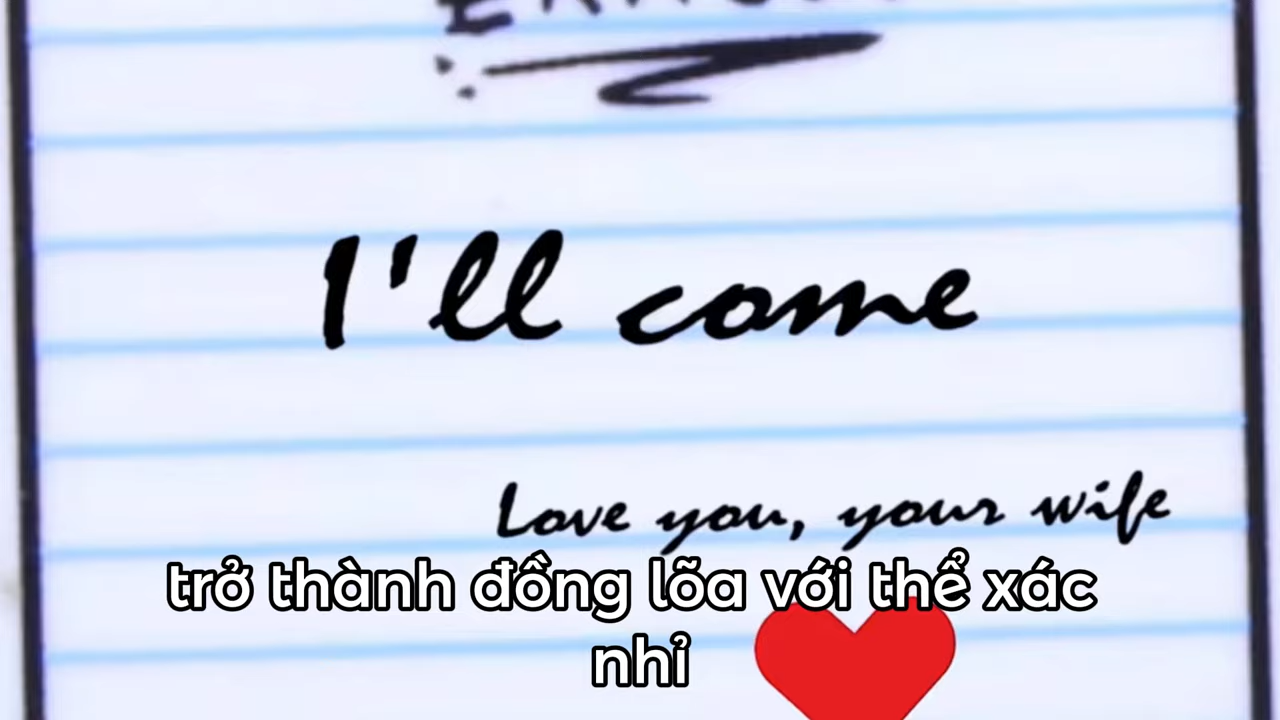 I'll come
Love you, your wife
trở thành đồng lõa với thể xác
nhỉ